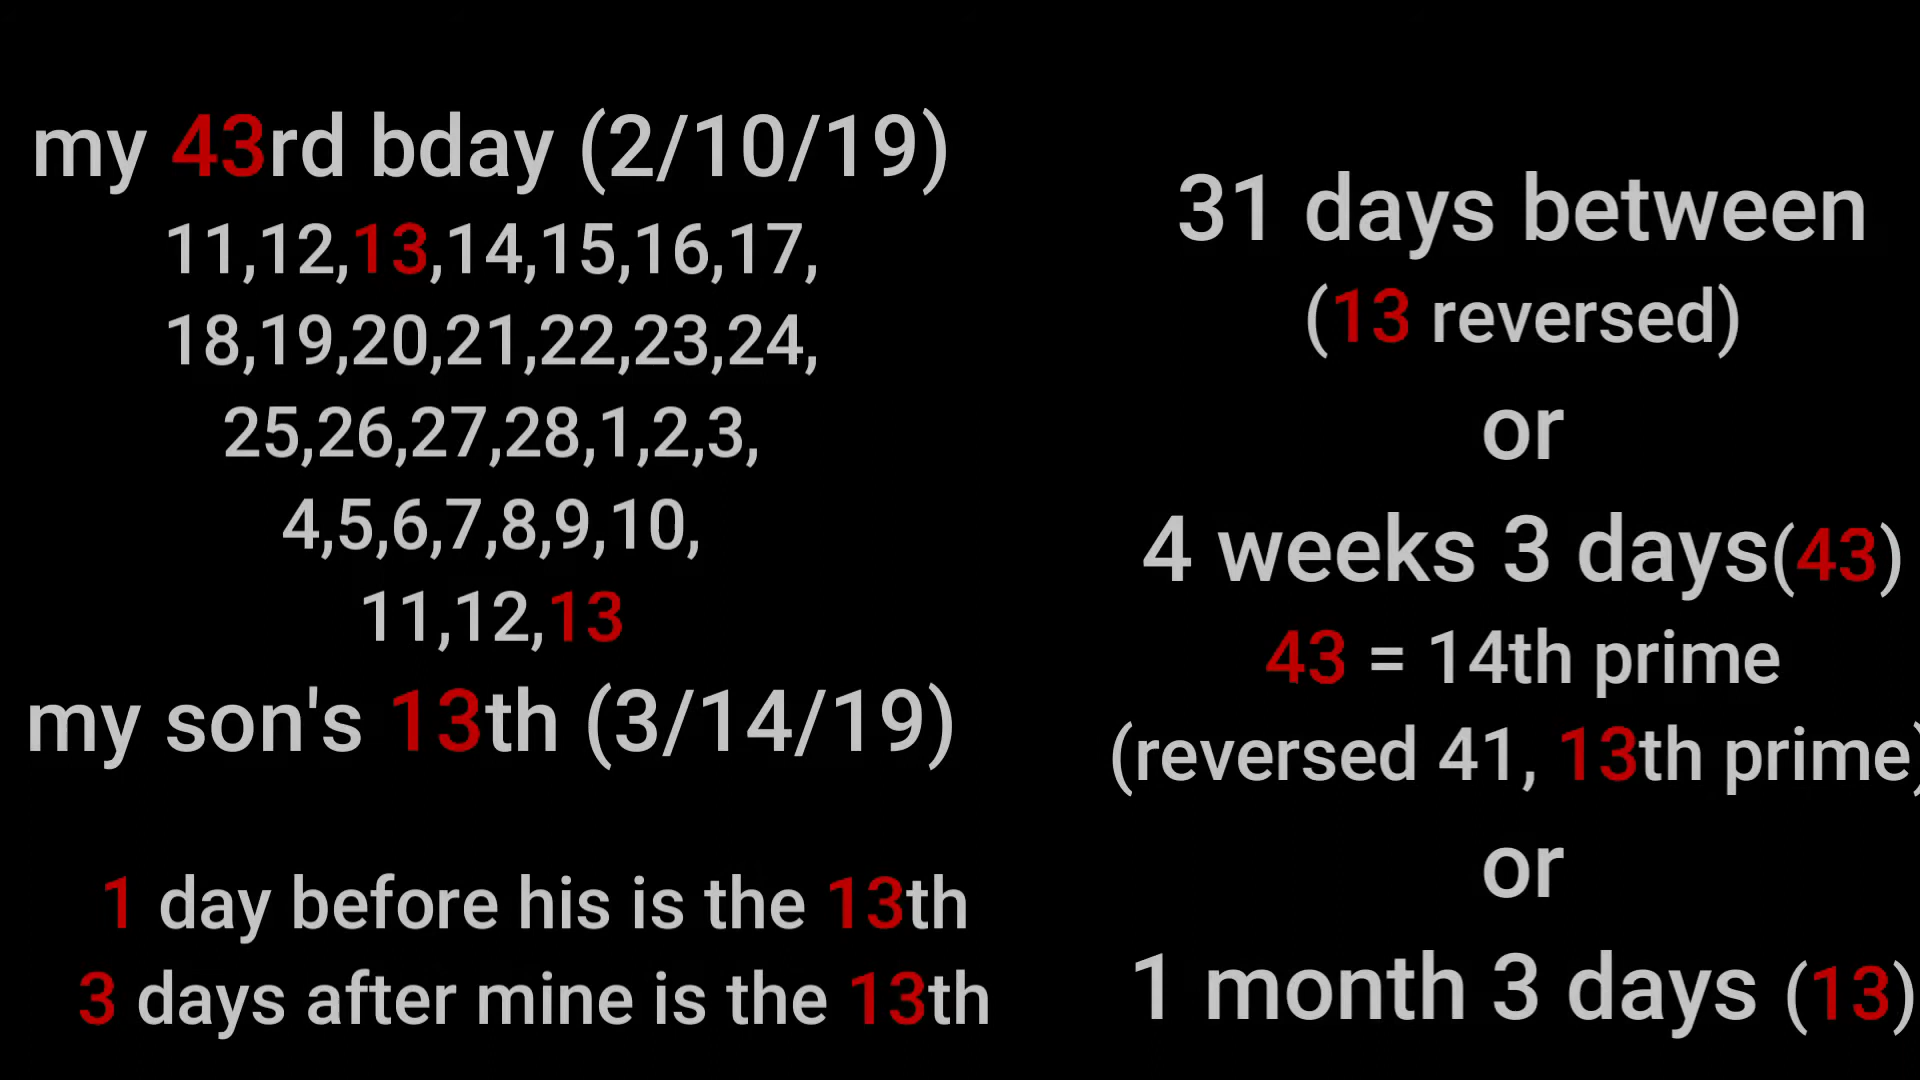 my 43rd bday (2/10/19)
11,12,13,14,15,16,17,
18,19,20,21,22,23,24,
25,26,27,28,1,2,3,
4,5,6,7,8,9,10,
11,12,13
my son's 13th (3/14/19)
1 day before his is the 13th
3 days after mine is the 13th
31 days between
(13 reversed)
or
4 weeks 3 days(43)
43 = 14th prime
(reversed 41, 13th prime)
or
1 month 3 days (13)